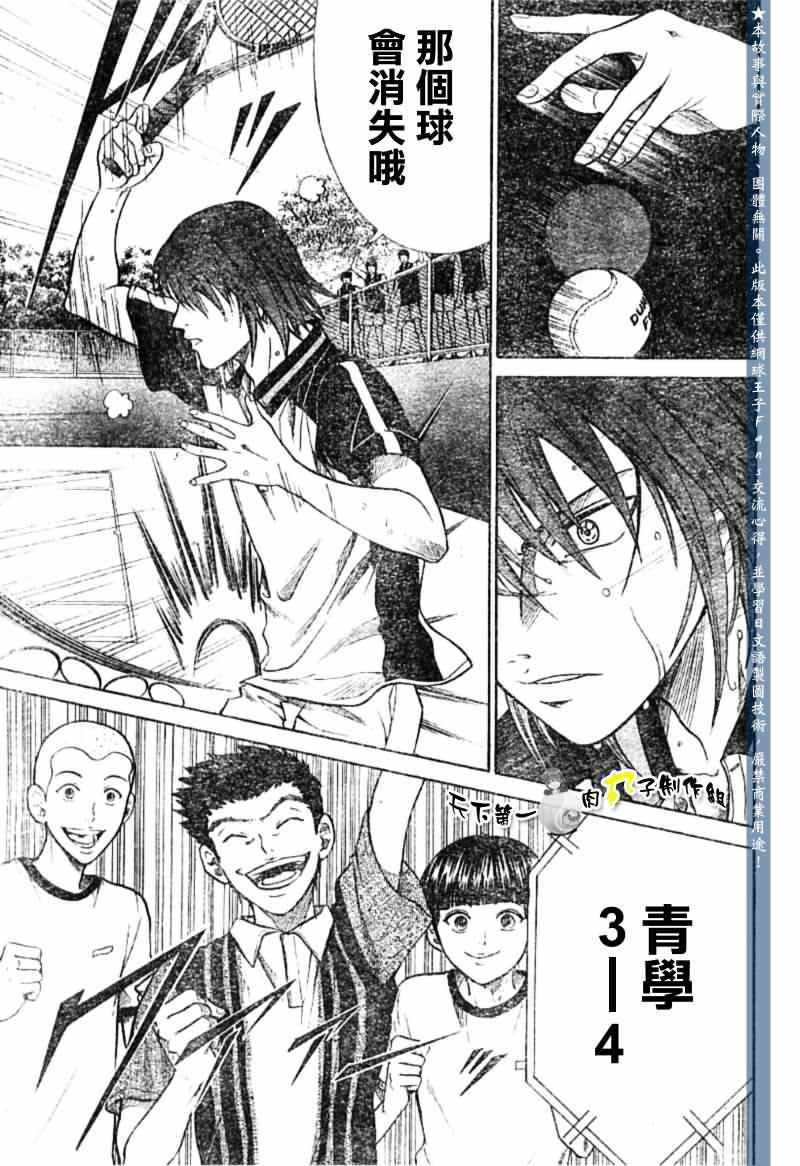 那個球
會消失哦
DUN
F
天下第一
肉丸子制作組
青學
3—4
★本故事與實際人物、團體無關。此版本僅供網球王子Fans交流心得，並學習日文語製圖技術，嚴禁商業用途！